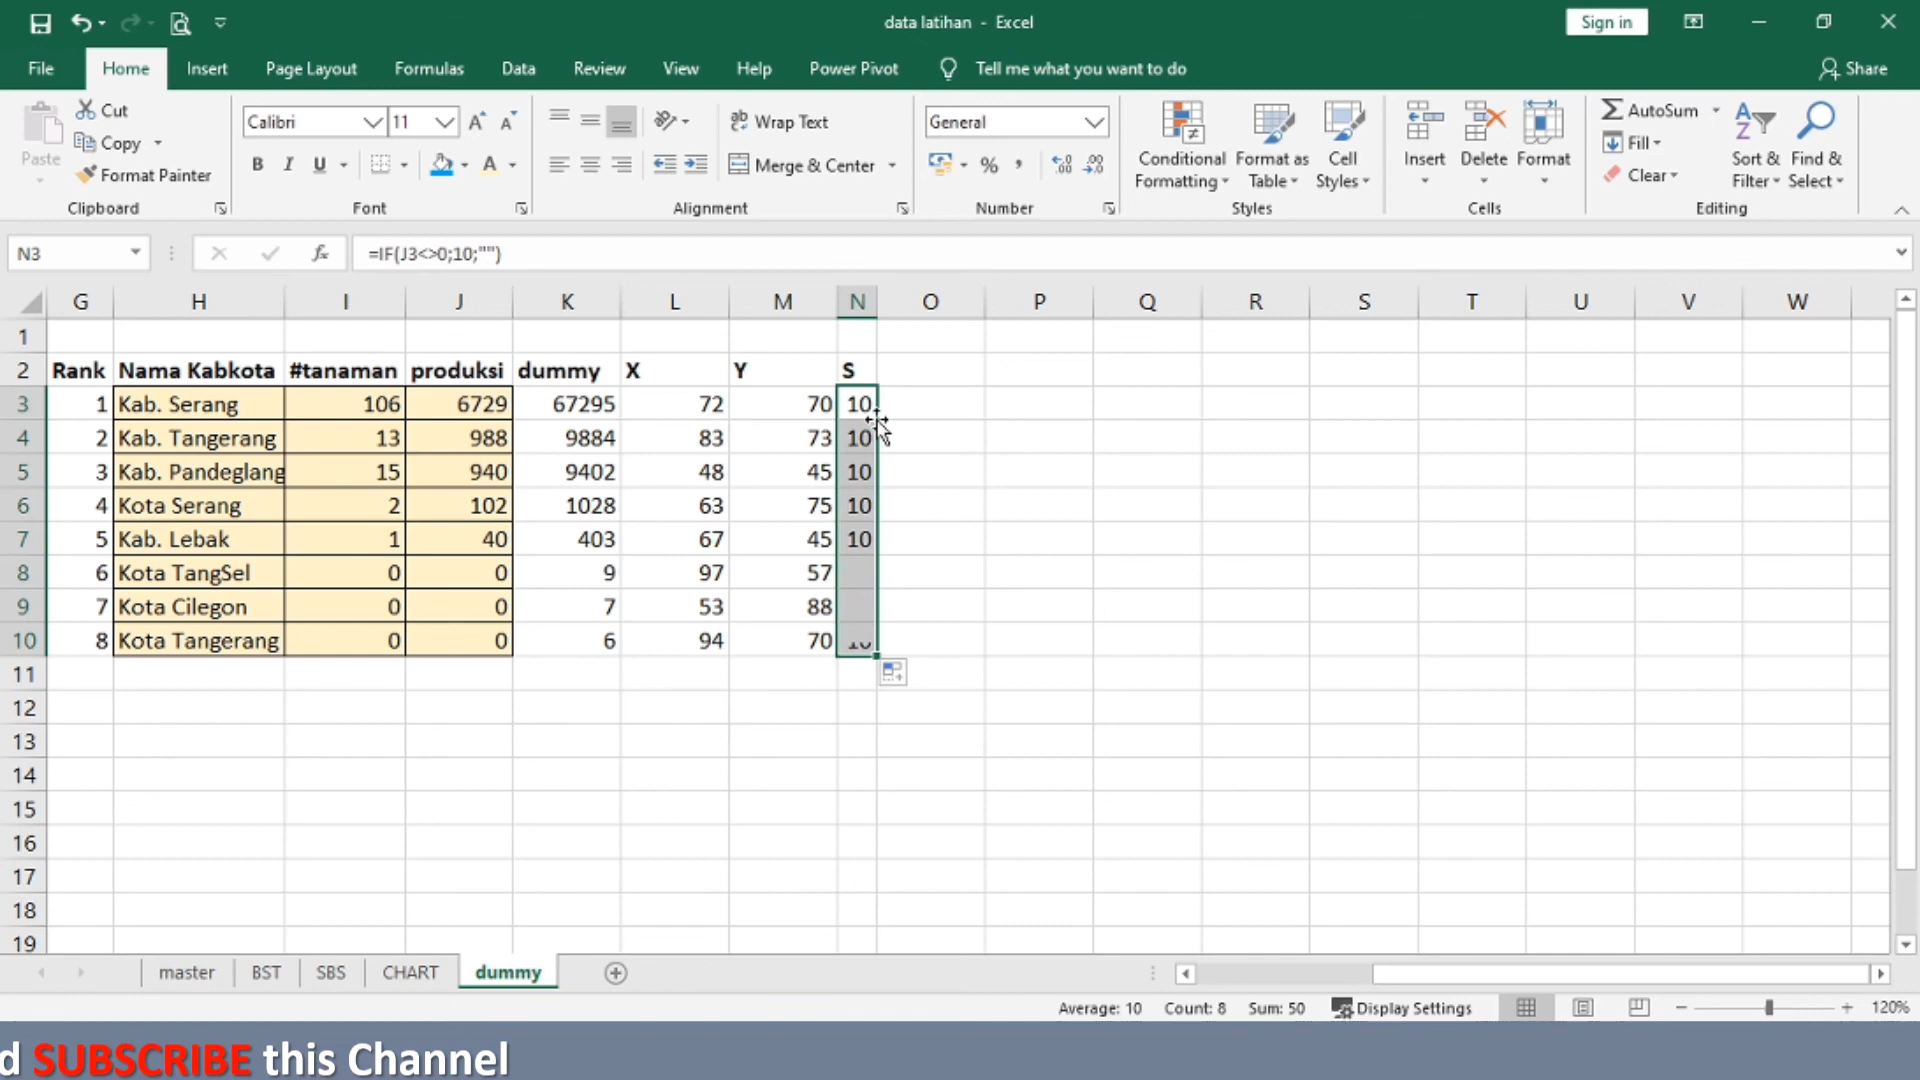 data latihan - Excel
Sign in
File Home Insert Page Layout Formulas Data Review View Help Power Pivot Tell me what you want to do Share
Paste
Cut
Copy
Format Painter
Clipboard
Calibri 11
B I U
Font
Wrap Text
Merge & Center
Alignment
General
%
Number
Conditional Formatting
Format as Table
Cell Styles
Styles
Insert Delete Format
Cells
AutoSum
Fill
Clear
Sort & Filter
Find & Select
Editing
N3 fx =IF(J3<>0;10;"")
G H I J K L M N O P Q R S T U V W
1
2 Rank Nama Kabkota #tanaman produksi dummy X Y S
3 1 Kab. Serang 106 6729 67295 72 70 10
4 2 Kab. Tangerang 13 988 9884 83 73 10
5 3 Kab. Pandeglang 15 940 9402 48 45 10
6 4 Kota Serang 2 102 1028 63 75 10
7 5 Kab. Lebak 1 40 403 67 45 10
8 6 Kota TangSel 0 0 9 97 57
9 7 Kota Cilegon 0 0 7 53 88
10 8 Kota Tangerang 0 0 6 94 70
11
12
13
14
15
16
17
18
19
master BST SBS CHART dummy
Average: 10 Count: 8 Sum: 50 Display Settings 120%
d SUBSCRIBE this Channel